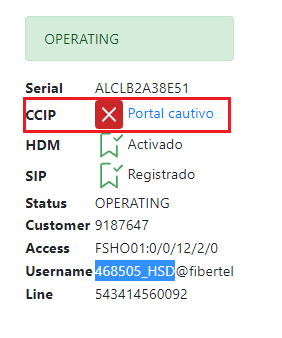 OPERATING
Serial ALCLB2A38E51
CCIP Portal cautivo
HDM Activado
SIP Registrado
Status OPERATING
Customer 9187647
Access FSHO01:0/0/12/2/0
Username 468505_HSD@fibertel
Line 543414560092